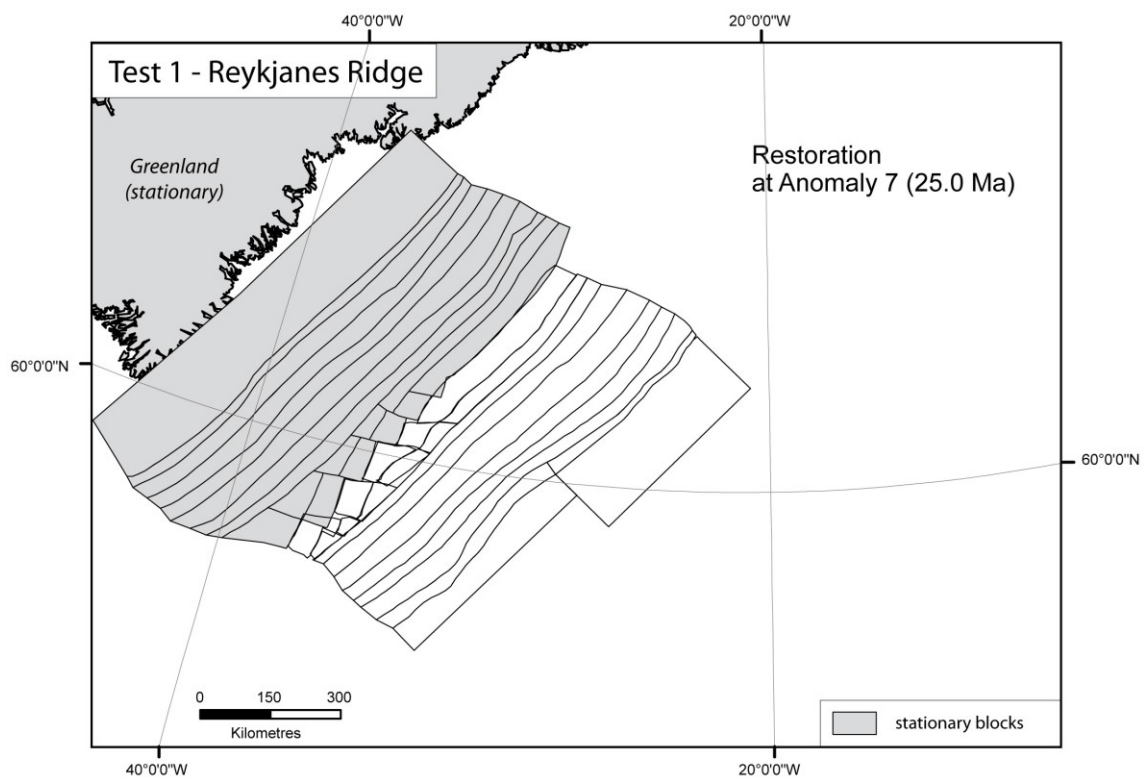 40°0'0"W
20°0'0"W
Test 1 - Reykjanes Ridge
Greenland
(stationary)
Restoration
at Anomaly 7 (25.0 Ma)
60°0'0"N
60°0'0"N
0 150 300
Kilometres
stationary blocks
40°0'0"W
20°0'0"W